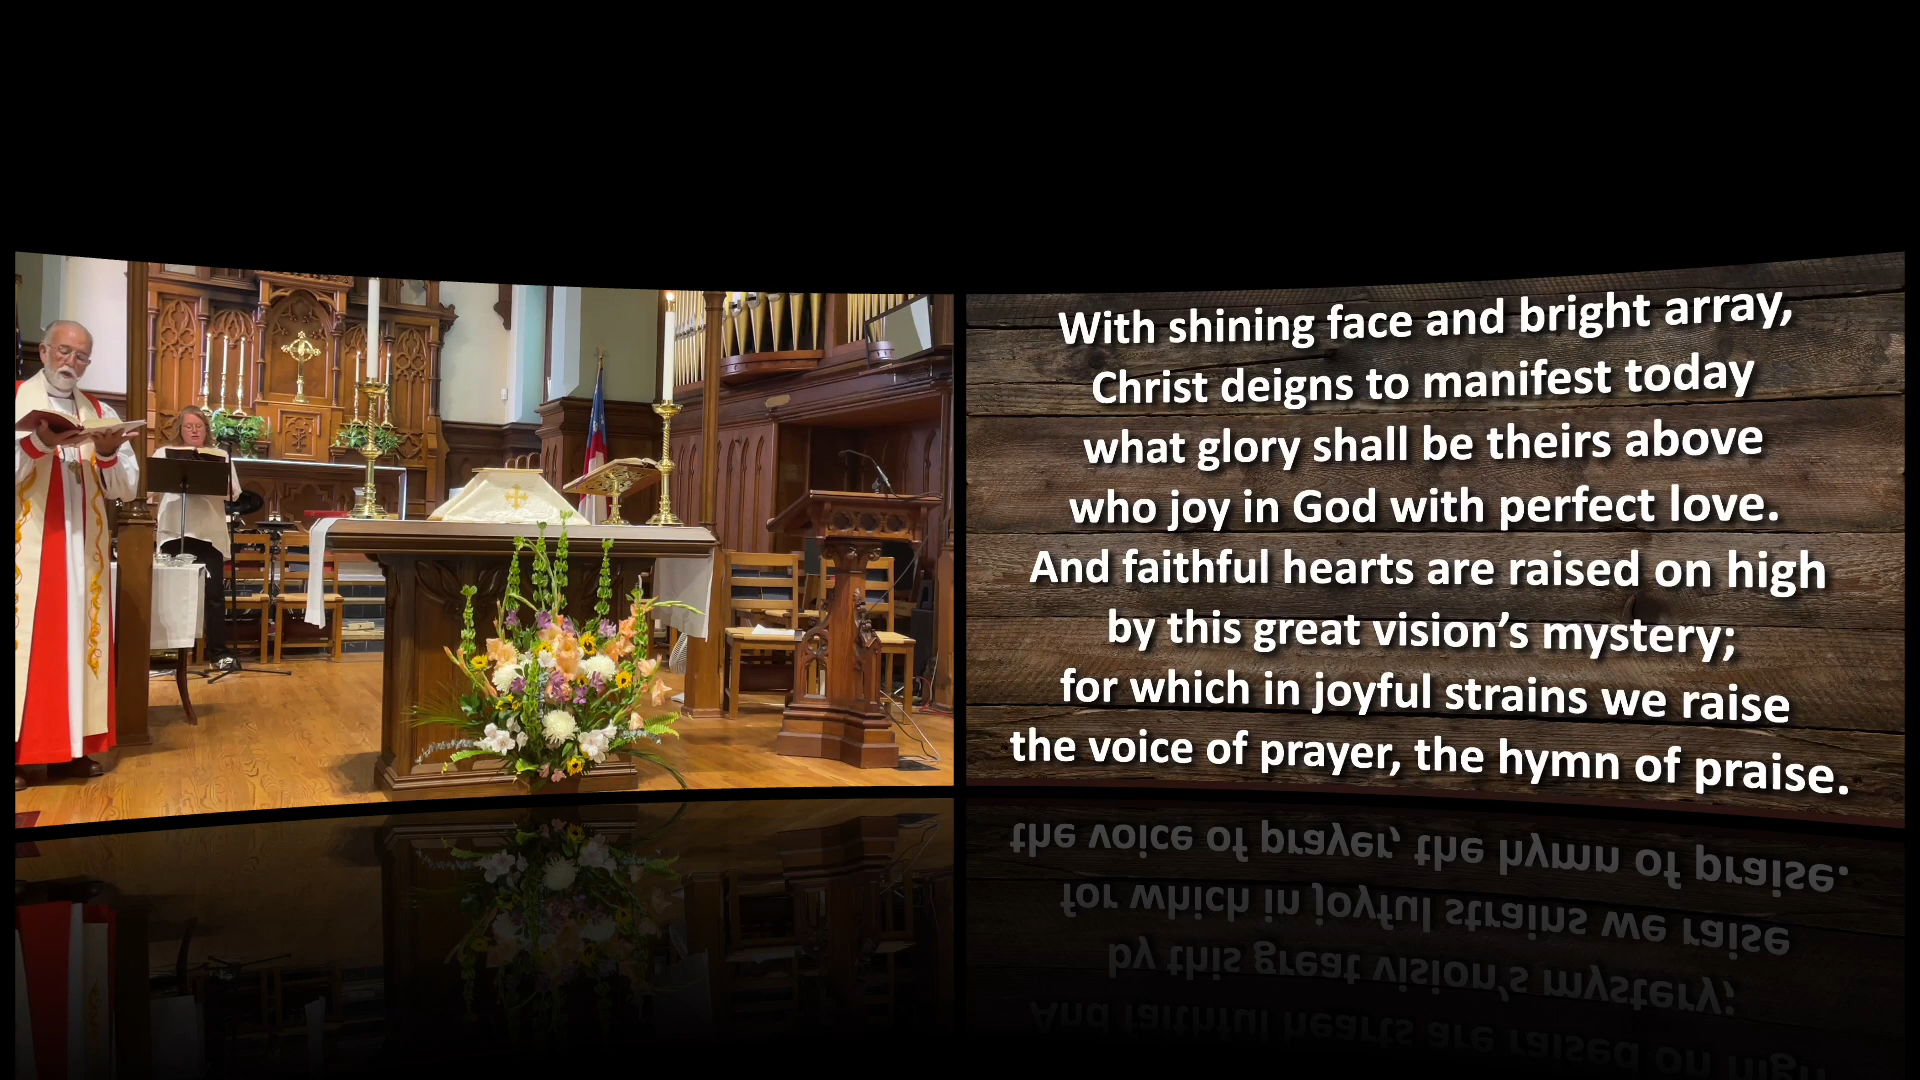 With shining face and bright array,
Christ deigns to manifest today
what glory shall be theirs above
who joy in God with perfect love.
And faithful hearts are raised on high
by this great vision’s mystery;
for which in joyful strains we raise
the voice of prayer, the hymn of praise.